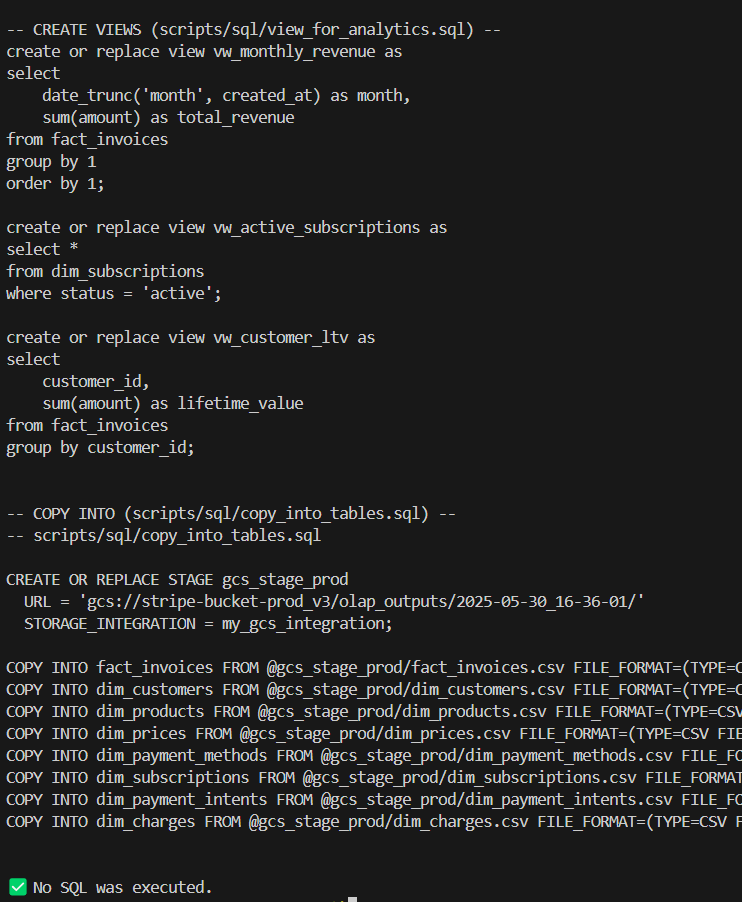 -- CREATE VIEWS (scripts/sql/view_for_analytics.sql) --
create or replace view vw_monthly_revenue as
select
    date_trunc('month', created_at) as month,
    sum(amount) as total_revenue
from fact_invoices
group by 1
order by 1;

create or replace view vw_active_subscriptions as
select *
from dim_subscriptions
where status = 'active';

create or replace view vw_customer_ltv as
select
    customer_id,
    sum(amount) as lifetime_value
from fact_invoices
group by customer_id;

-- COPY INTO (scripts/sql/copy_into_tables.sql) --
-- scripts/sql/copy_into_tables.sql

CREATE OR REPLACE STAGE gcs_stage_prod
  URL = 'gcs://stripe-bucket-prod_v3/olap_outputs/2025-05-30_16-36-01/'
  STORAGE_INTEGRATION = my_gcs_integration;

COPY INTO fact_invoices FROM @gcs_stage_prod/fact_invoices.csv FILE_FORMAT=(TYPE=C
COPY INTO dim_customers FROM @gcs_stage_prod/dim_customers.csv FILE_FORMAT=(TYPE=C
COPY INTO dim_products FROM @gcs_stage_prod/dim_products.csv FILE_FORMAT=(TYPE=CSV
COPY INTO dim_prices FROM @gcs_stage_prod/dim_prices.csv FILE_FORMAT=(TYPE=CSV FIE
COPY INTO dim_payment_methods FROM @gcs_stage_prod/dim_payment_methods.csv FILE_FO
COPY INTO dim_subscriptions FROM @gcs_stage_prod/dim_subscriptions.csv FILE_FORMAT
COPY INTO dim_payment_intents FROM @gcs_stage_prod/dim_payment_intents.csv FILE_FO
COPY INTO dim_charges FROM @gcs_stage_prod/dim_charges.csv FILE_FORMAT=(TYPE=CSV F

✅ No SQL was executed.